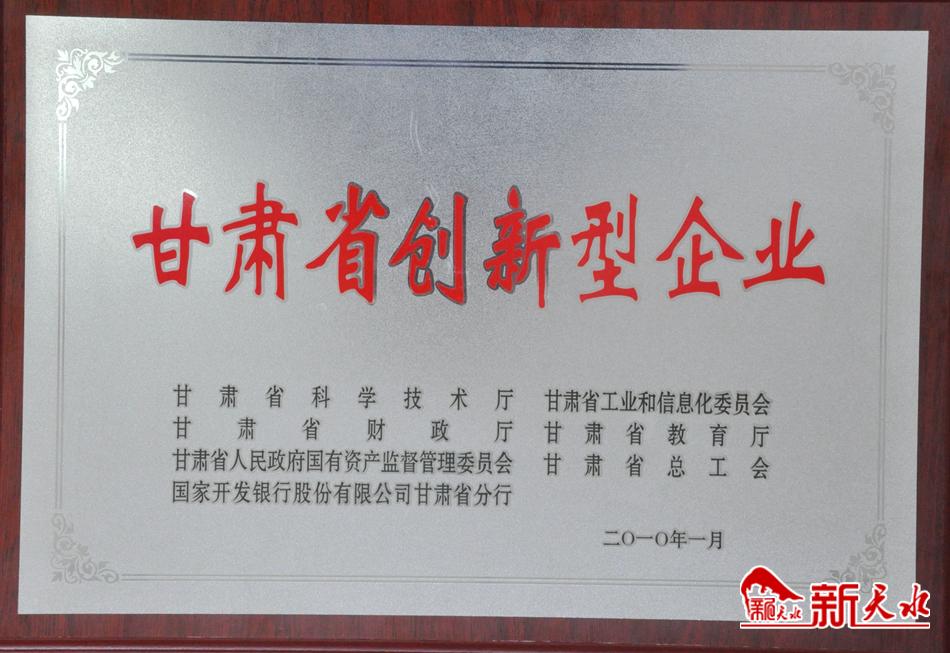 甘肃省创新型企业
甘肃省科学技术厅 甘肃省工业和信息化委员会
甘肃省财政厅 甘肃省教育厅
甘肃省人民政府国有资产监督管理委员会 甘肃省总工会
国家开发银行股份有限公司甘肃省分行
二〇一〇年一月
新天水 新天水